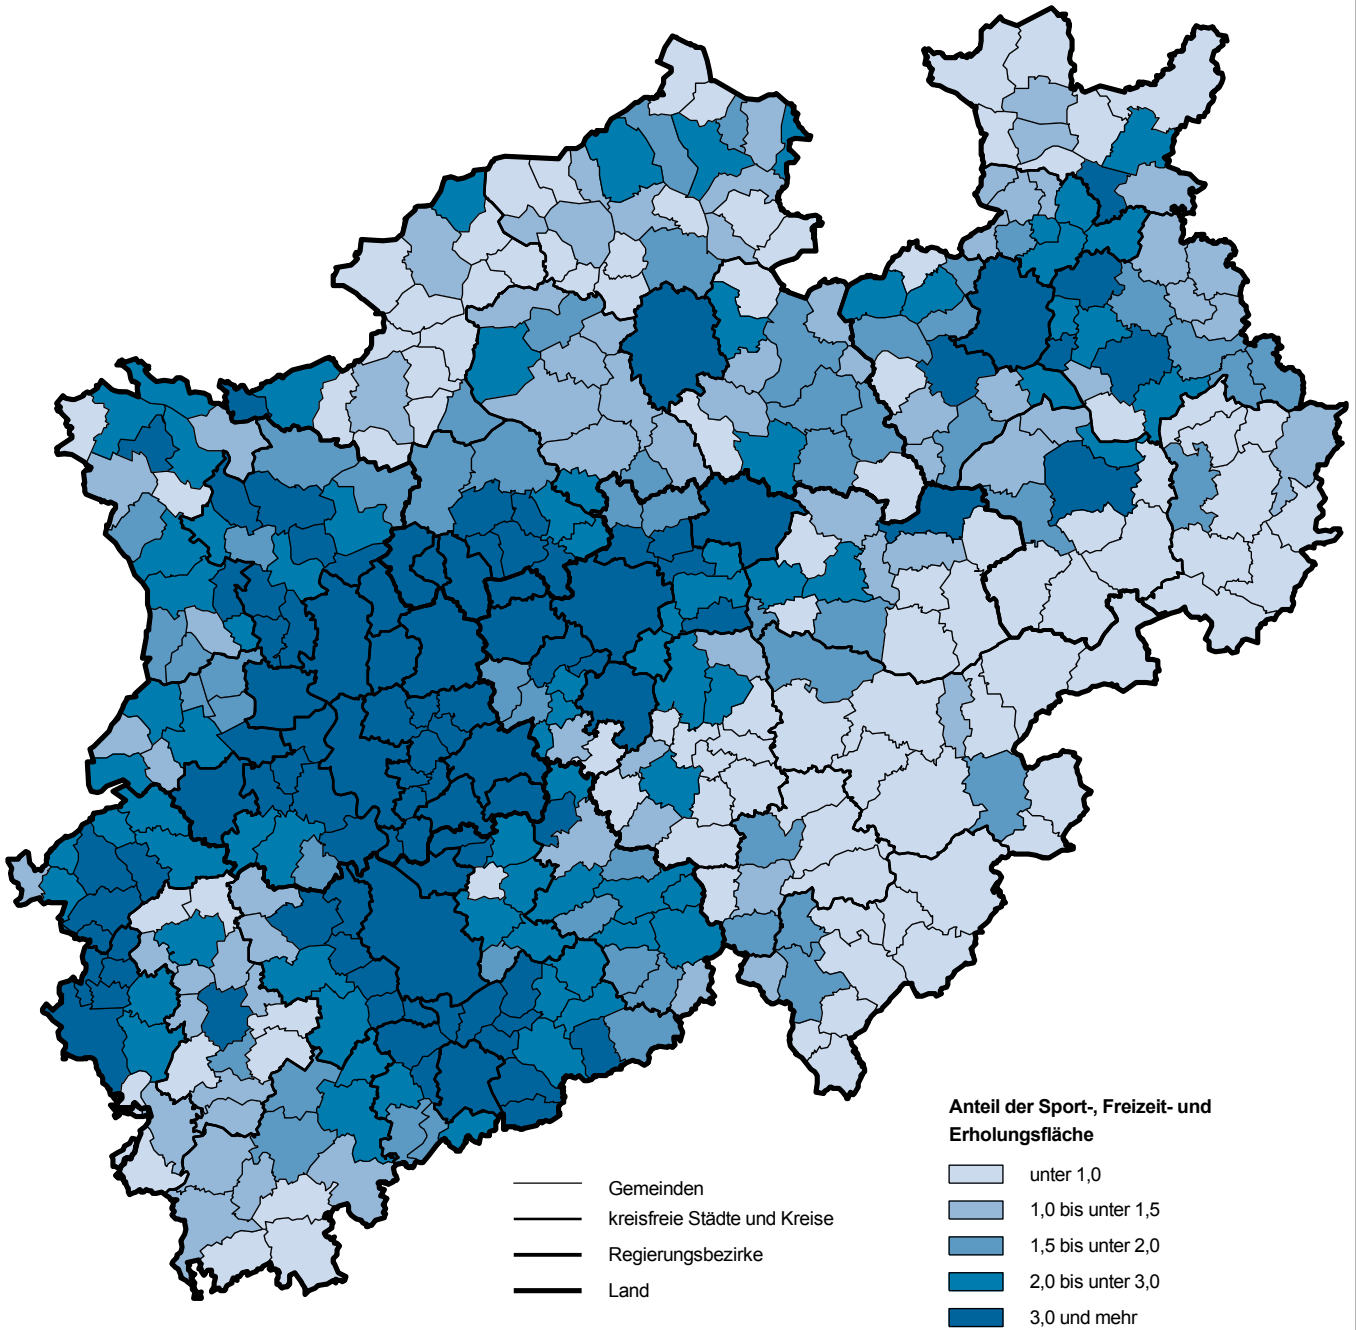 Gemeinden
kreisfreie Städte und Kreise
Regierungsbezirke
Land
Anteil der Sport-, Freizeit- und
Erholungsfläche
unter 1,0
1,0 bis unter 1,5
1,5 bis unter 2,0
2,0 bis unter 3,0
3,0 und mehr